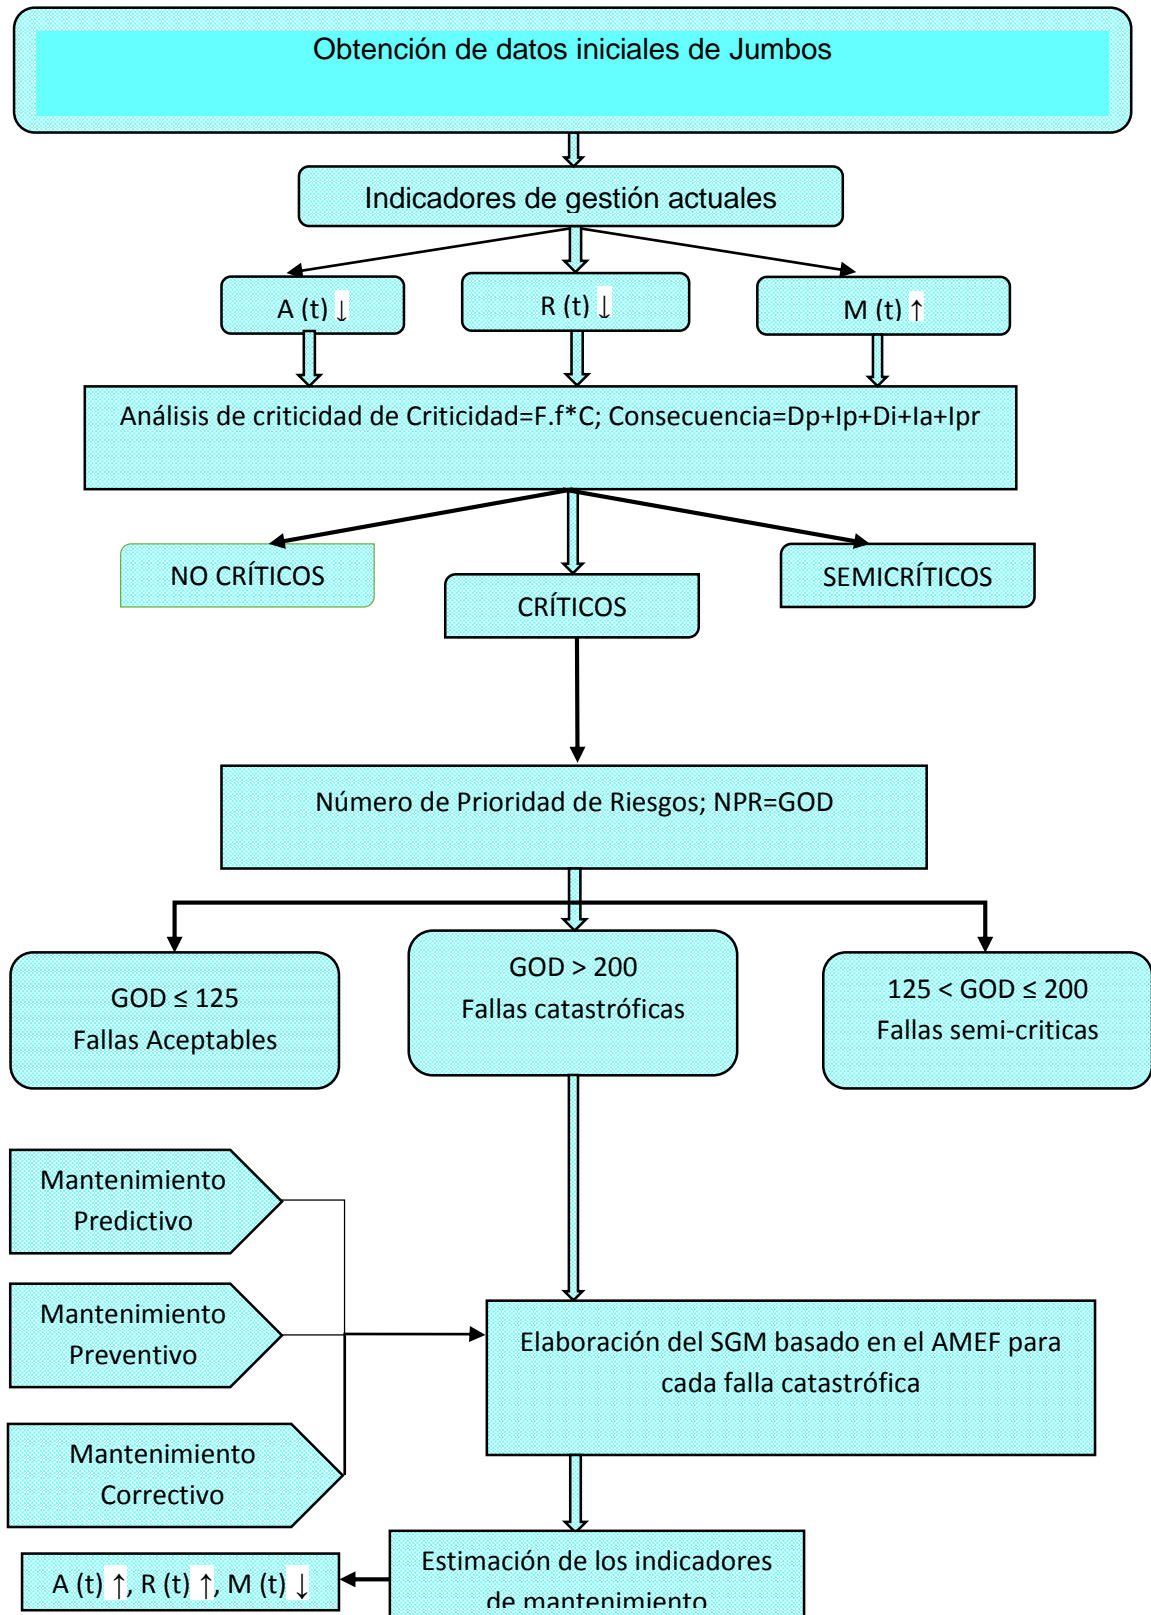 Obtención de datos iniciales de Jumbos
Indicadores de gestión actuales
A (t) ↓
R (t) ↓
M (t) ↑
Análisis de criticidad de Criticidad=F.f*C; Consecuencia=Dp+Ip+Di+Ia+Ipr
NO CRÍTICOS
CRÍTICOS
SEMICRÍTICOS
Número de Prioridad de Riesgos; NPR=GOD
GOD ≤ 125
Fallas Aceptables
GOD > 200
Fallas catastróficas
125 < GOD ≤ 200
Fallas semi-criticas
Mantenimiento
Predictivo
Mantenimiento
Preventivo
Mantenimiento
Correctivo
Elaboración del SGM basado en el AMEF para
cada falla catastrófica
Estimación de los indicadores
de mantenimiento
A (t) ↑, R (t) ↑, M (t) ↓